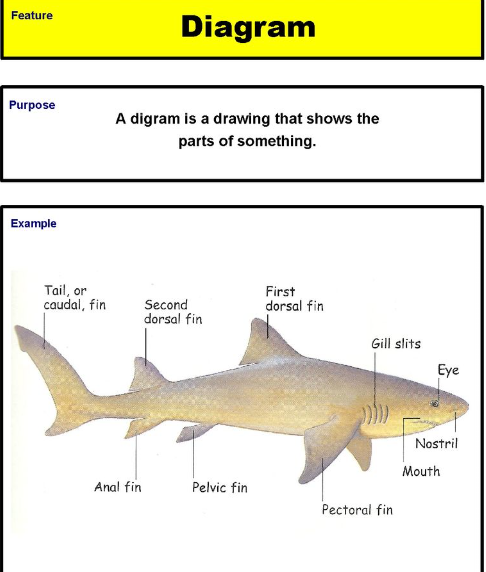 Feature
Diagram
Purpose
A digram is a drawing that shows the
parts of something.
Example
Tail, or
caudal, fin
Second
dorsal fin
First
dorsal fin
Gill slits
Eye
Nostril
Mouth
Anal fin
Pelvic fin
Pectoral fin